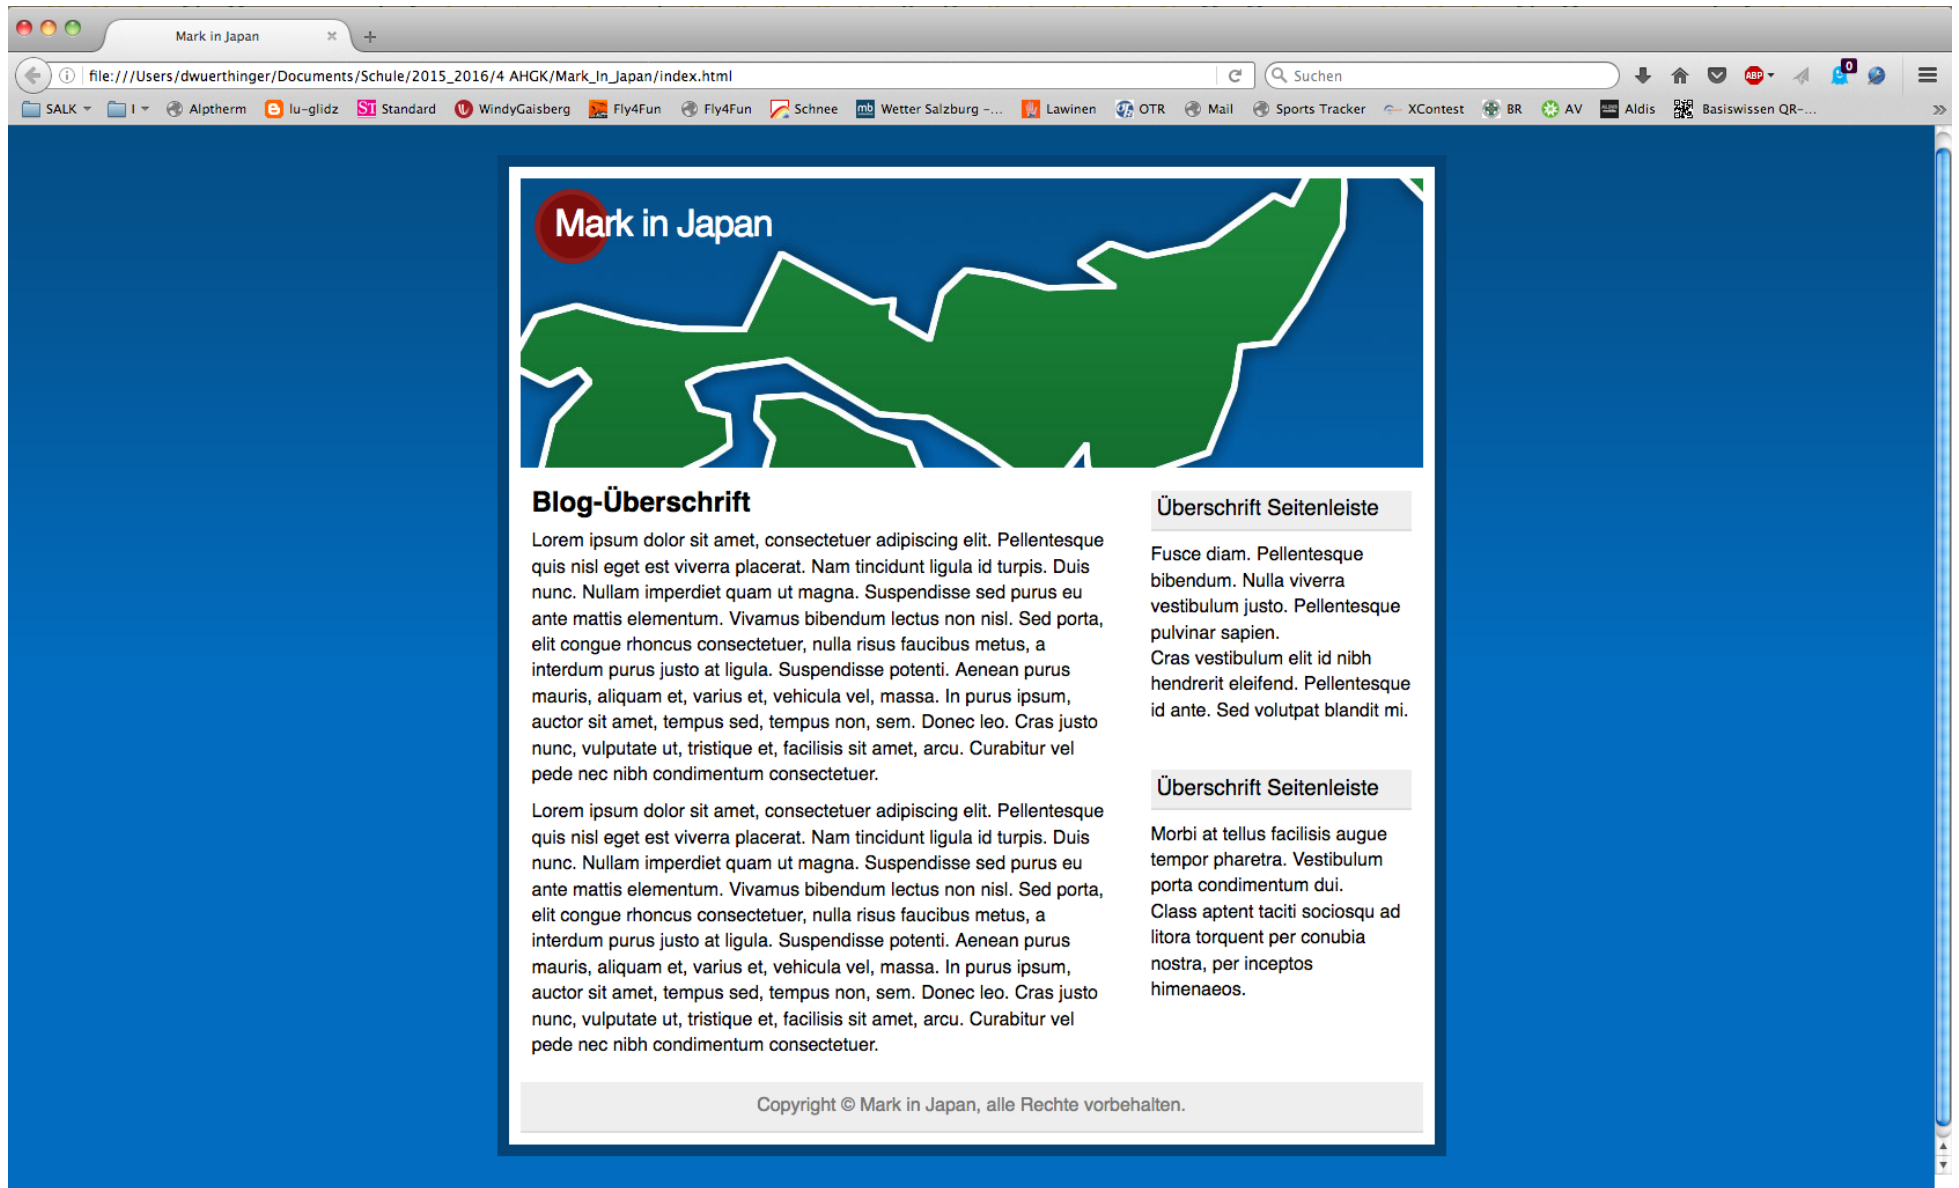 Mark in Japan
file:///Users/dwuerthinger/Documents/Schule/2015_2016/4 AHGK/Mark_In_Japan/index.html
Suchen
ABP
0
SALK
I
Alptherm
lu-glidz
ST Standard
WindyGaisberg
Fly4Fun
Fly4Fun
Schnee
mb Wetter Salzburg -...
Lawinen
OTR
Mail
Sports Tracker
XContest
BR
AV
Aldis
Basiswissen QR-...
Mark in Japan
Blog-Überschrift
Lorem ipsum dolor sit amet, consectetuer adipiscing elit. Pellentesque
quis nisl eget est viverra placerat. Nam tincidunt ligula id turpis. Duis
nunc. Nullam imperdiet quam ut magna. Suspendisse sed purus eu
ante mattis elementum. Vivamus bibendum lectus non nisl. Sed porta,
elit congue rhoncus consectetuer, nulla risus faucibus metus, a
interdum purus justo at ligula. Suspendisse potenti. Aenean purus
mauris, aliquam et, varius et, vehicula vel, massa. In purus ipsum,
auctor sit amet, tempus sed, tempus non, sem. Donec leo. Cras justo
nunc, vulputate ut, tristique et, facilisis sit amet, arcu. Curabitur vel
pede nec nibh condimentum consectetuer.
Lorem ipsum dolor sit amet, consectetuer adipiscing elit. Pellentesque
quis nisl eget est viverra placerat. Nam tincidunt ligula id turpis. Duis
nunc. Nullam imperdiet quam ut magna. Suspendisse sed purus eu
ante mattis elementum. Vivamus bibendum lectus non nisl. Sed porta,
elit congue rhoncus consectetuer, nulla risus faucibus metus, a
interdum purus justo at ligula. Suspendisse potenti. Aenean purus
mauris, aliquam et, varius et, vehicula vel, massa. In purus ipsum,
auctor sit amet, tempus sed, tempus non, sem. Donec leo. Cras justo
nunc, vulputate ut, tristique et, facilisis sit amet, arcu. Curabitur vel
pede nec nibh condimentum consectetuer.
Überschrift Seitenleiste
Fusce diam. Pellentesque
bibendum. Nulla viverra
vestibulum justo. Pellentesque
pulvinar sapien.
Cras vestibulum elit id nibh
hendrerit eleifend. Pellentesque
id ante. Sed volutpat blandit mi.
Überschrift Seitenleiste
Morbi at tellus facilisis augue
tempor pharetra. Vestibulum
porta condimentum dui.
Class aptent taciti sociosqu ad
litora torquent per conubia
nostra, per inceptos
himenaeos.
Copyright © Mark in Japan, alle Rechte vorbehalten.